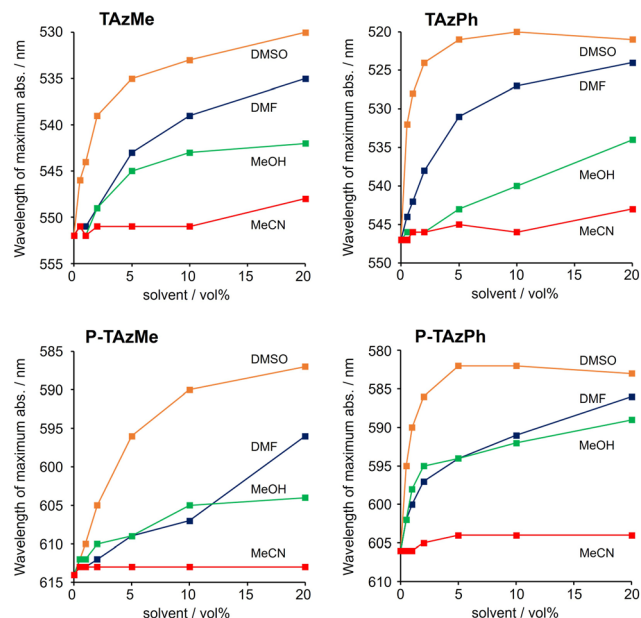 TAzMe
Wavelength of maximum abs. / nm
530
535
540
545
550
555
0
5
10
15
20
solvent / vol%
DMSO
DMF
MeOH
MeCN
TAzPh
Wavelength of maximum abs. / nm
520
525
530
535
540
545
550
0
5
10
15
20
solvent / vol%
DMSO
DMF
MeOH
MeCN
P-TAzMe
Wavelength of maximum abs. / nm
585
590
595
600
605
610
615
0
5
10
15
20
solvent / vol%
DMSO
DMF
MeOH
MeCN
P-TAzPh
Wavelength of maximum abs. / nm
580
585
590
595
600
605
610
0
5
10
15
20
solvent / vol%
DMSO
DMF
MeOH
MeCN